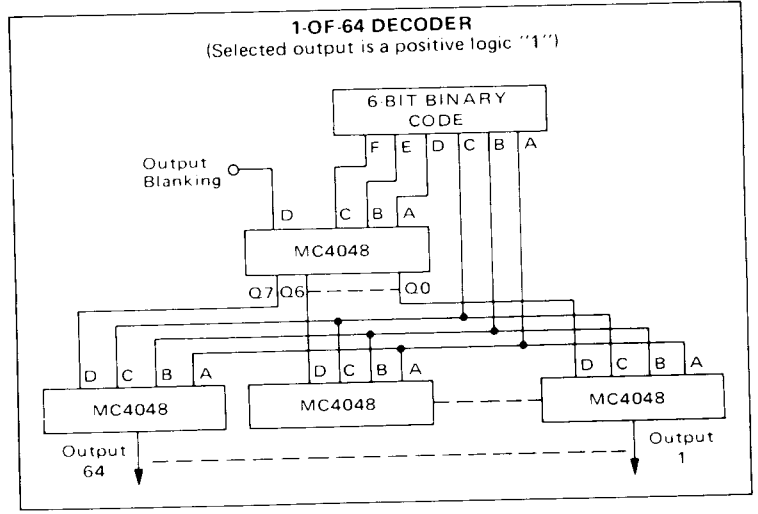 1-OF-64 DECODER
(Selected output is a positive logic "1")
6-BIT BINARY
CODE
F E D C B A
Output
Blanking
D C B A
MC4048
Q7 Q6 Q0
D C B A
D C B A
D C B A
MC4048
MC4048
MC4048
Output
64
Output
1